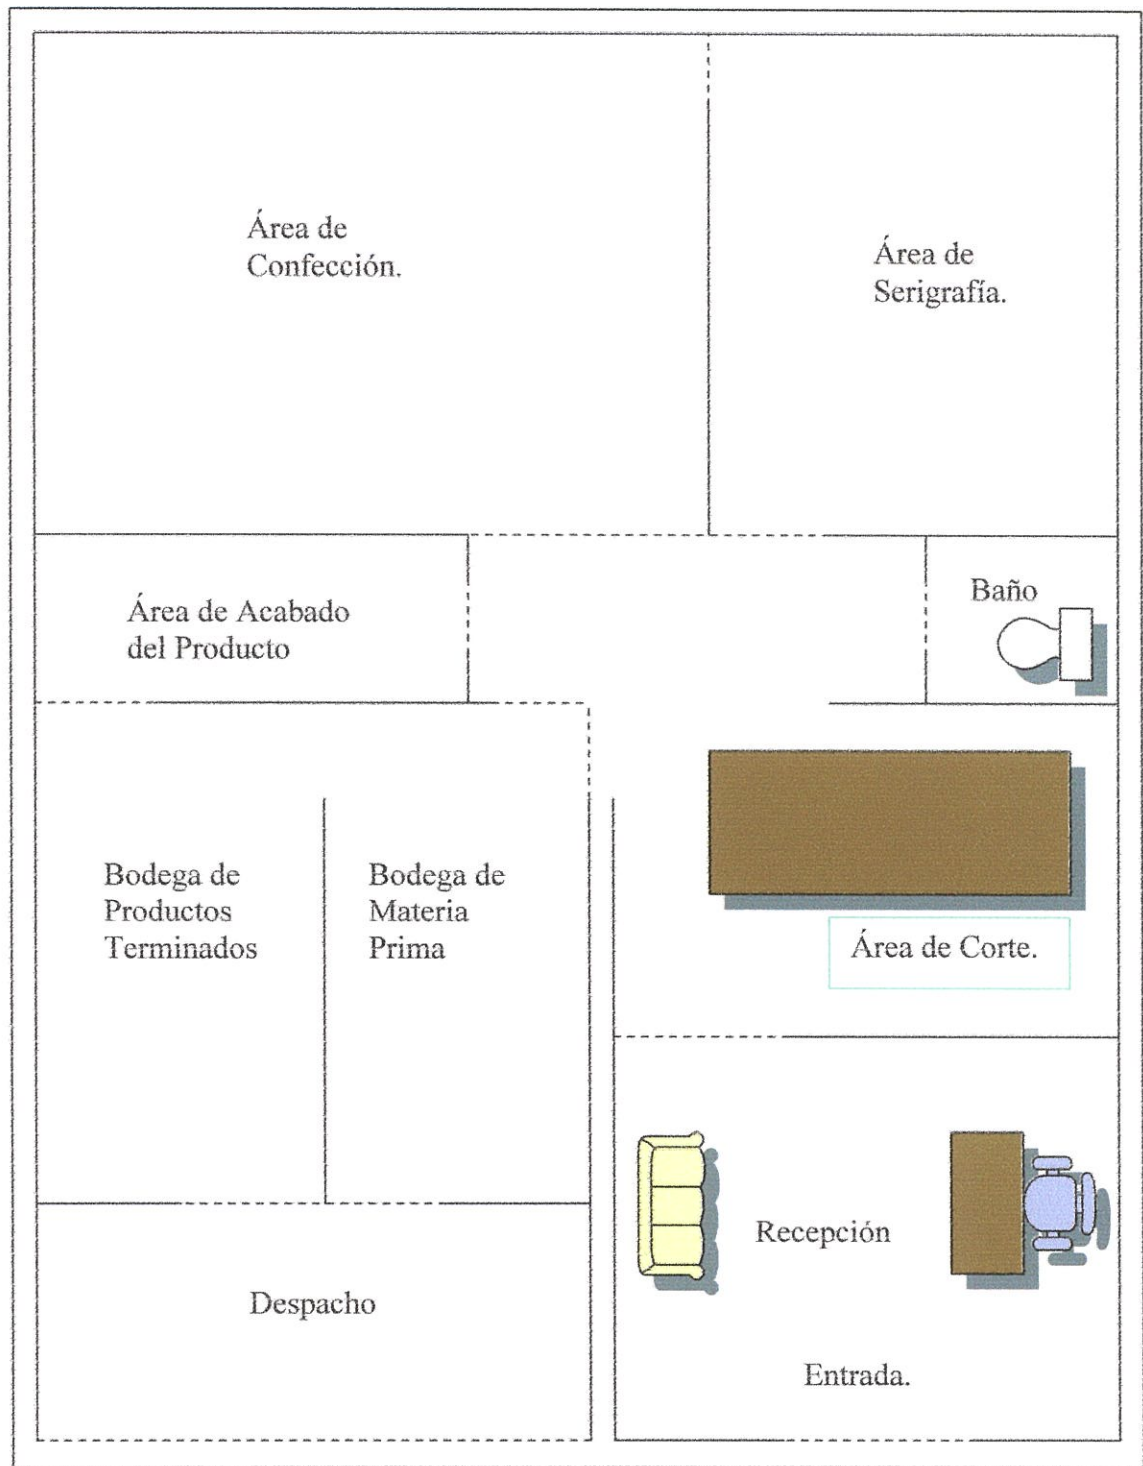 Área de
Confección.
Área de
Serigrafía.
Área de Acabado
del Producto
Baño
Bodega de
Productos
Terminados
Bodega de
Materia
Prima
Área de Corte.
Recepción
Despacho
Entrada.